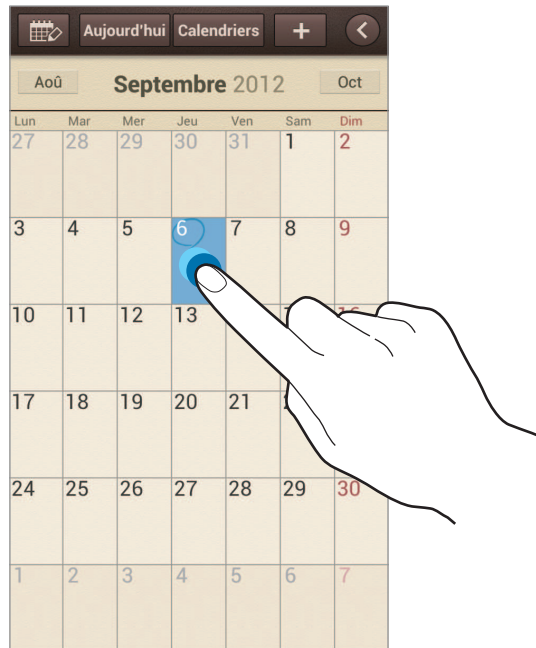 Aujourd'hui Calendriers +
Aoû Septembre 2012 Oct
Lun Mar Mer Jeu Ven Sam Dim
27 28 29 30 31 1 2
3 4 5 6 7 8 9
10 11 12 13 16
17 18 19 20 21
24 25 26 27 28 29 30
1 2 3 4 5 6 7